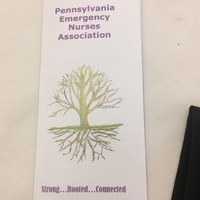 Pennsylvania
Emergency
Nurses
Association
Strong...Rooted...Connected